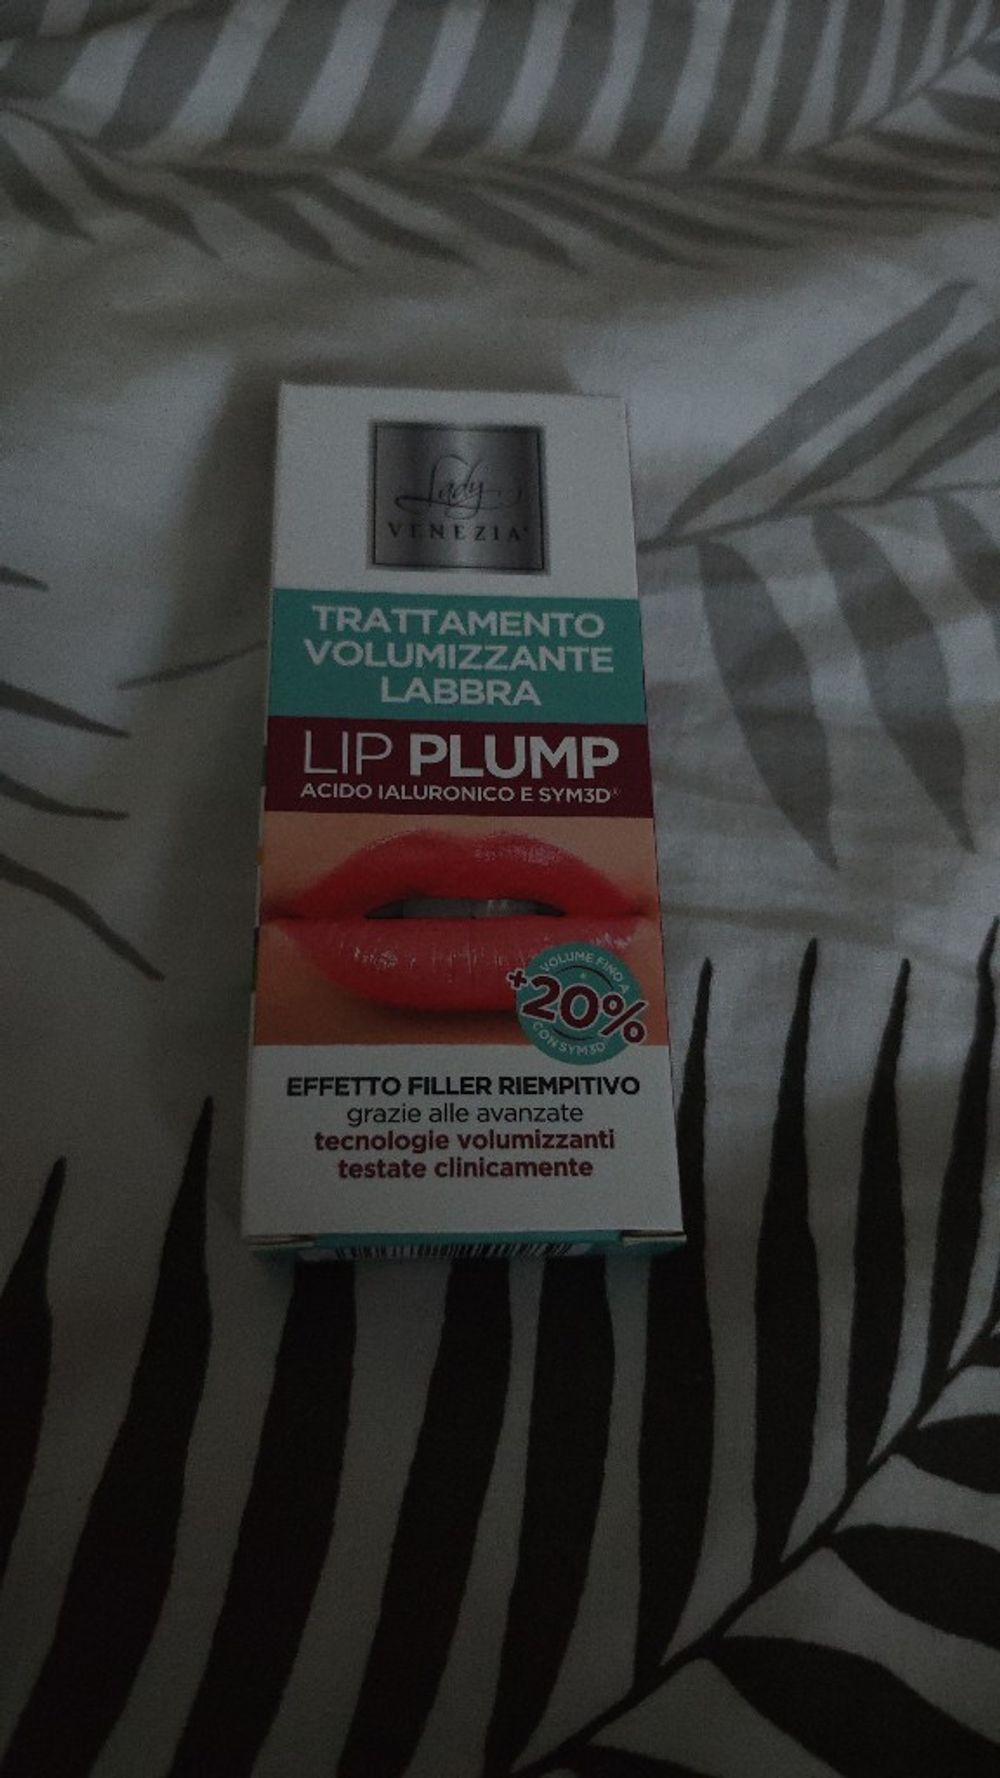 Lady
VENEZIA®
TRATTAMENTO
VOLUMIZZANTE
LABBRA
LIP PLUMP
ACIDO IALURONICO E SYM3D®
VOLUME FINO A
+20%
CON SYM3D
EFFETTO FILLER RIEMPITIVO
grazie alle avanzate
tecnologie volumizzanti
testate clinicamente